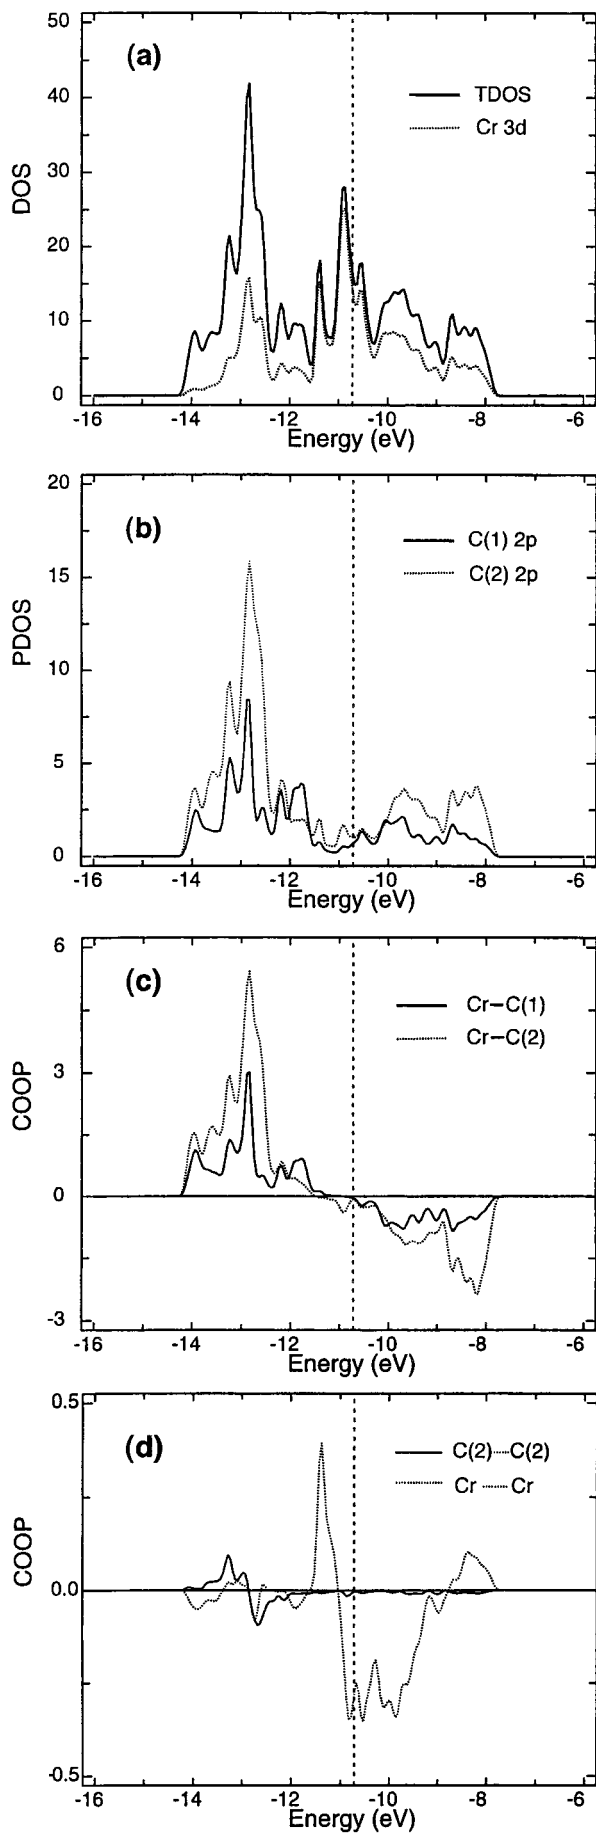 50
(a)
TDOS
Cr 3d
40
30
DOS
20
10
0
-16 -14 -12 -10 -8 -6
Energy (eV)
20
(b)
C(1) 2p
C(2) 2p
15
PDOS
10
5
0
-16 -14 -12 -10 -8 -6
Energy (eV)
6
(c)
Cr–C(1)
Cr–C(2)
3
COOP
0
-3
-16 -14 -12 -10 -8 -6
Energy (eV)
0.5
(d)
C(2)·····C(2)
Cr ····· Cr
COOP
0.0
-0.5
-16 -14 -12 -10 -8 -6
Energy (eV)